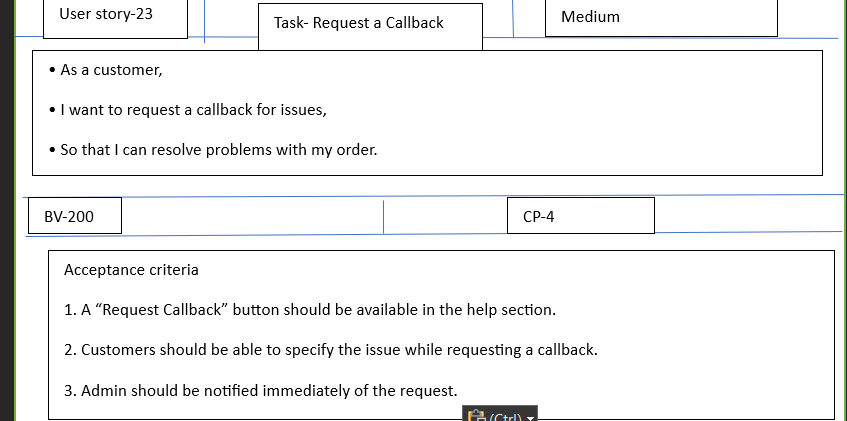 User story-23
Task- Request a Callback
Medium
• As a customer,
• I want to request a callback for issues,
• So that I can resolve problems with my order.
BV-200
CP-4
Acceptance criteria
1. A “Request Callback” button should be available in the help section.
2. Customers should be able to specify the issue while requesting a callback.
3. Admin should be notified immediately of the request.
(Ctrl)